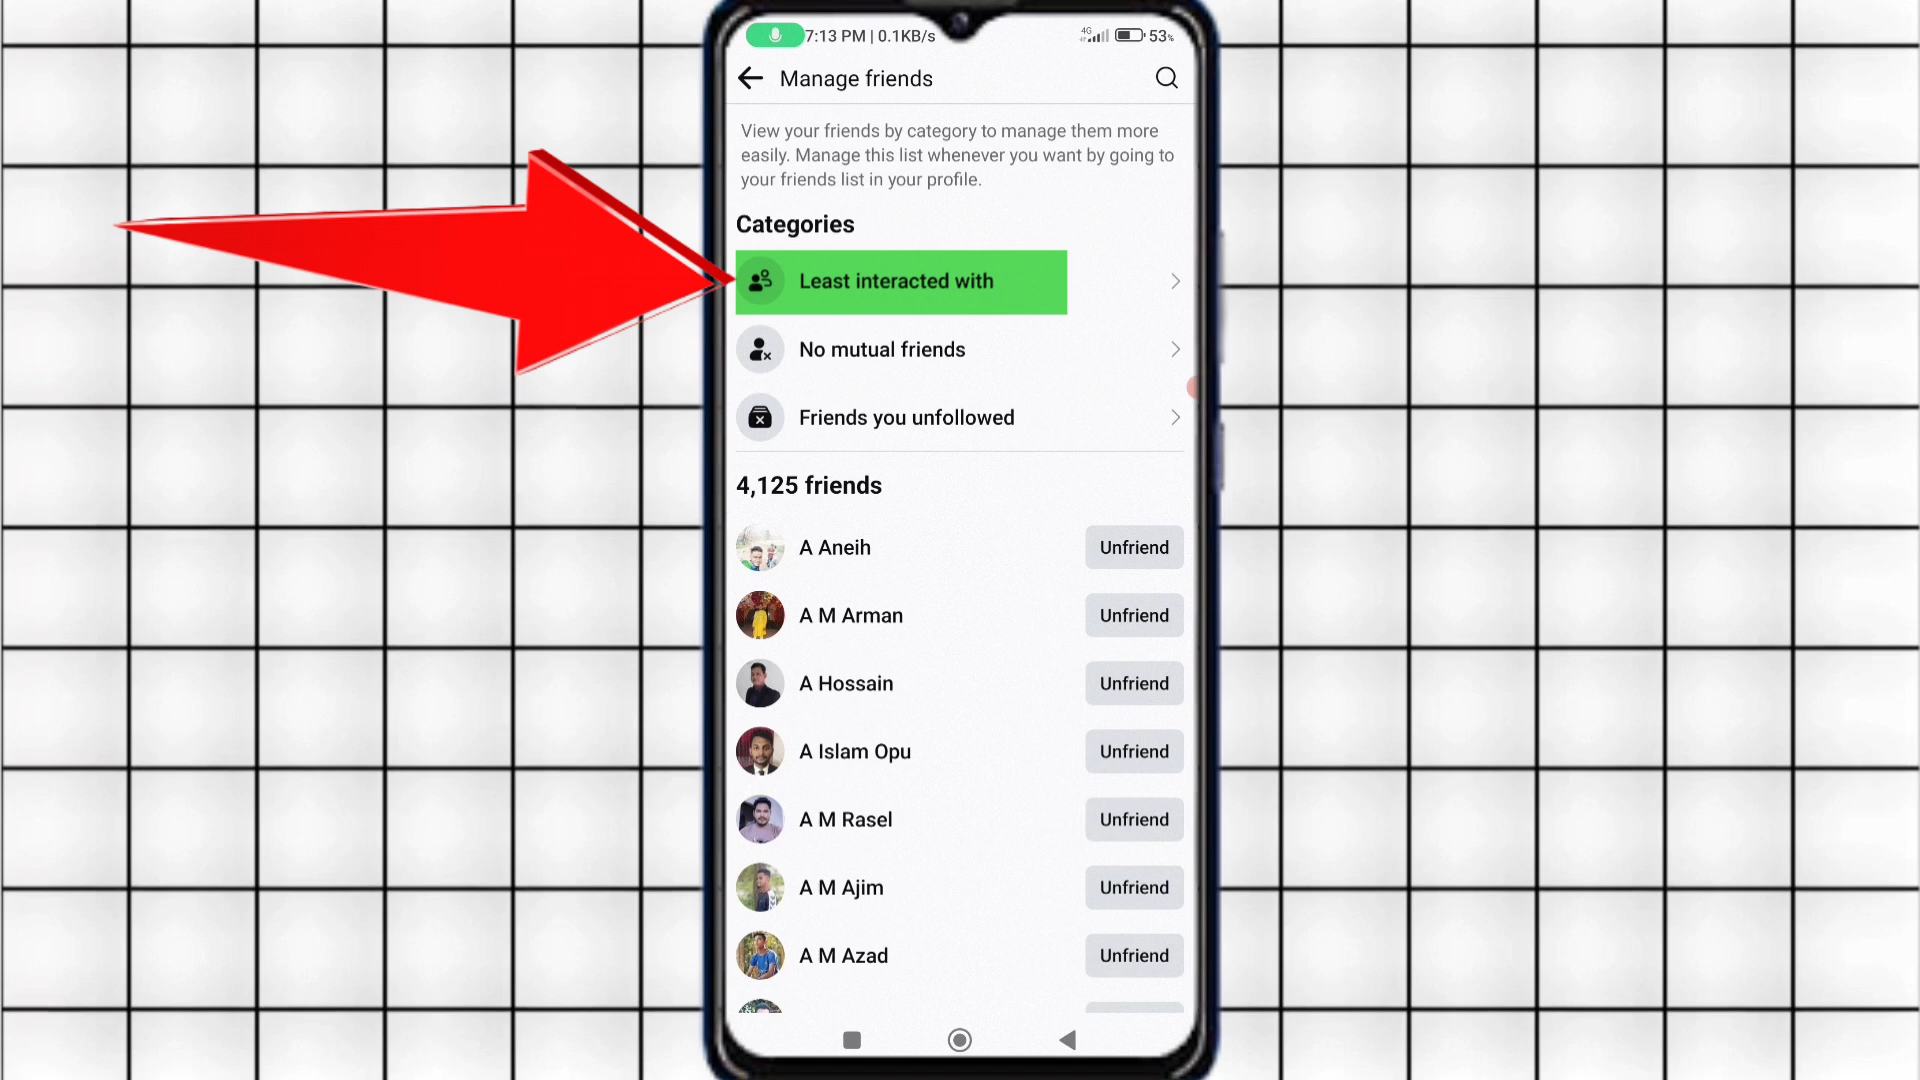 7:13 PM | 0.1KB/s
4G
53%
Manage friends
View your friends by category to manage them more
easily. Manage this list whenever you want by going to
your friends list in your profile.
Categories
Least interacted with
No mutual friends
Friends you unfollowed
4,125 friends
A Aneih Unfriend
A M Arman Unfriend
A Hossain Unfriend
A Islam Opu Unfriend
A M Rasel Unfriend
A M Ajim Unfriend
A M Azad Unfriend